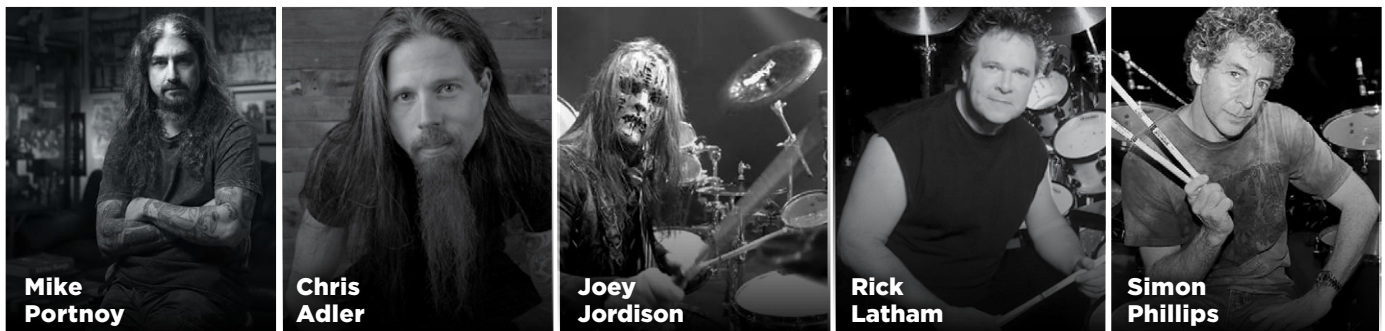 Mike
Portnoy
Chris
Adler
Joey
Jordison
Rick
Latham
Simon
Phillips